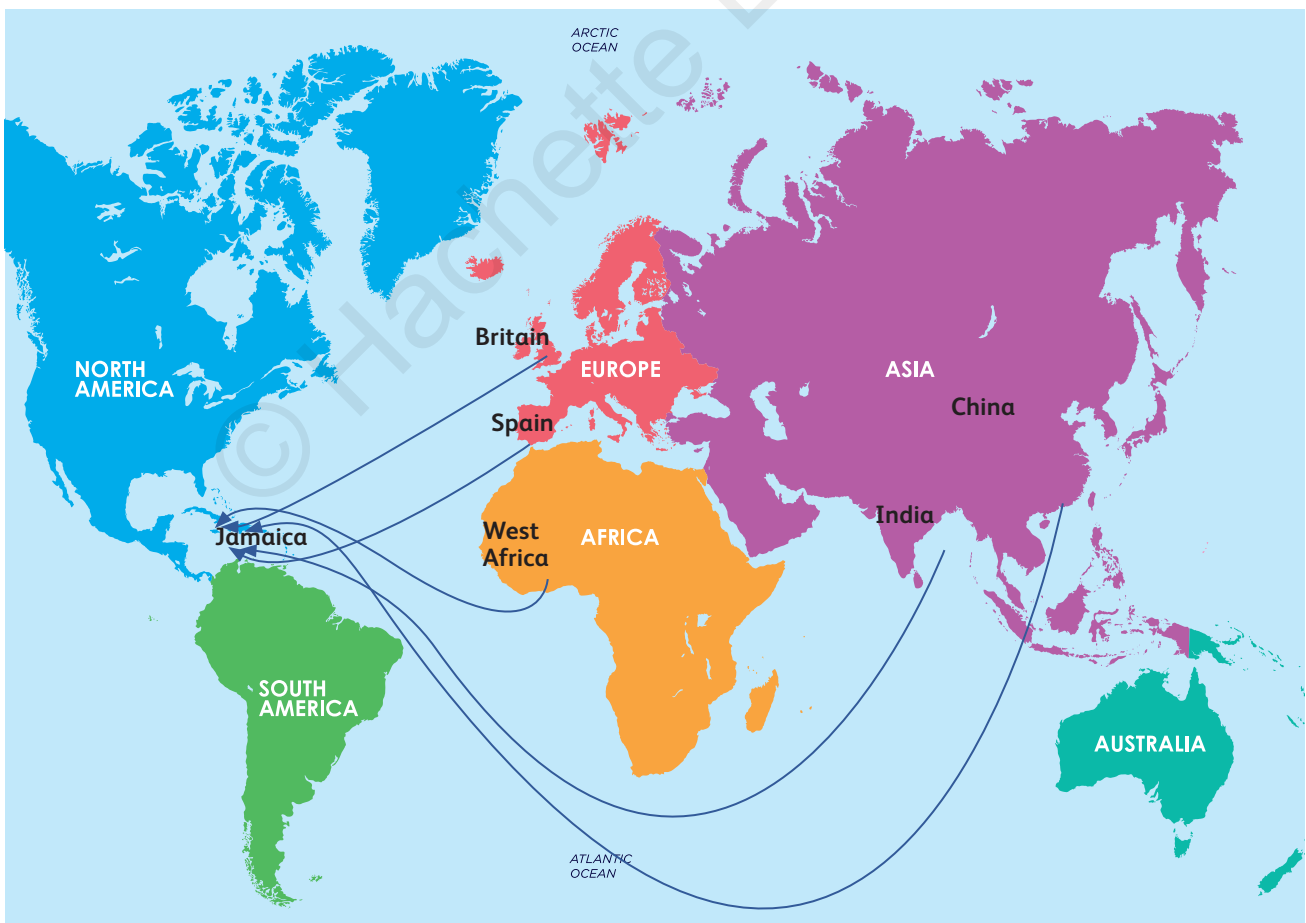 ARCTIC
OCEAN
© Hachette
Britain
NORTH
AMERICA
EUROPE
ASIA
China
Spain
India
Jamaica
West
Africa
AFRICA
SOUTH
AMERICA
AUSTRALIA
ATLANTIC
OCEAN